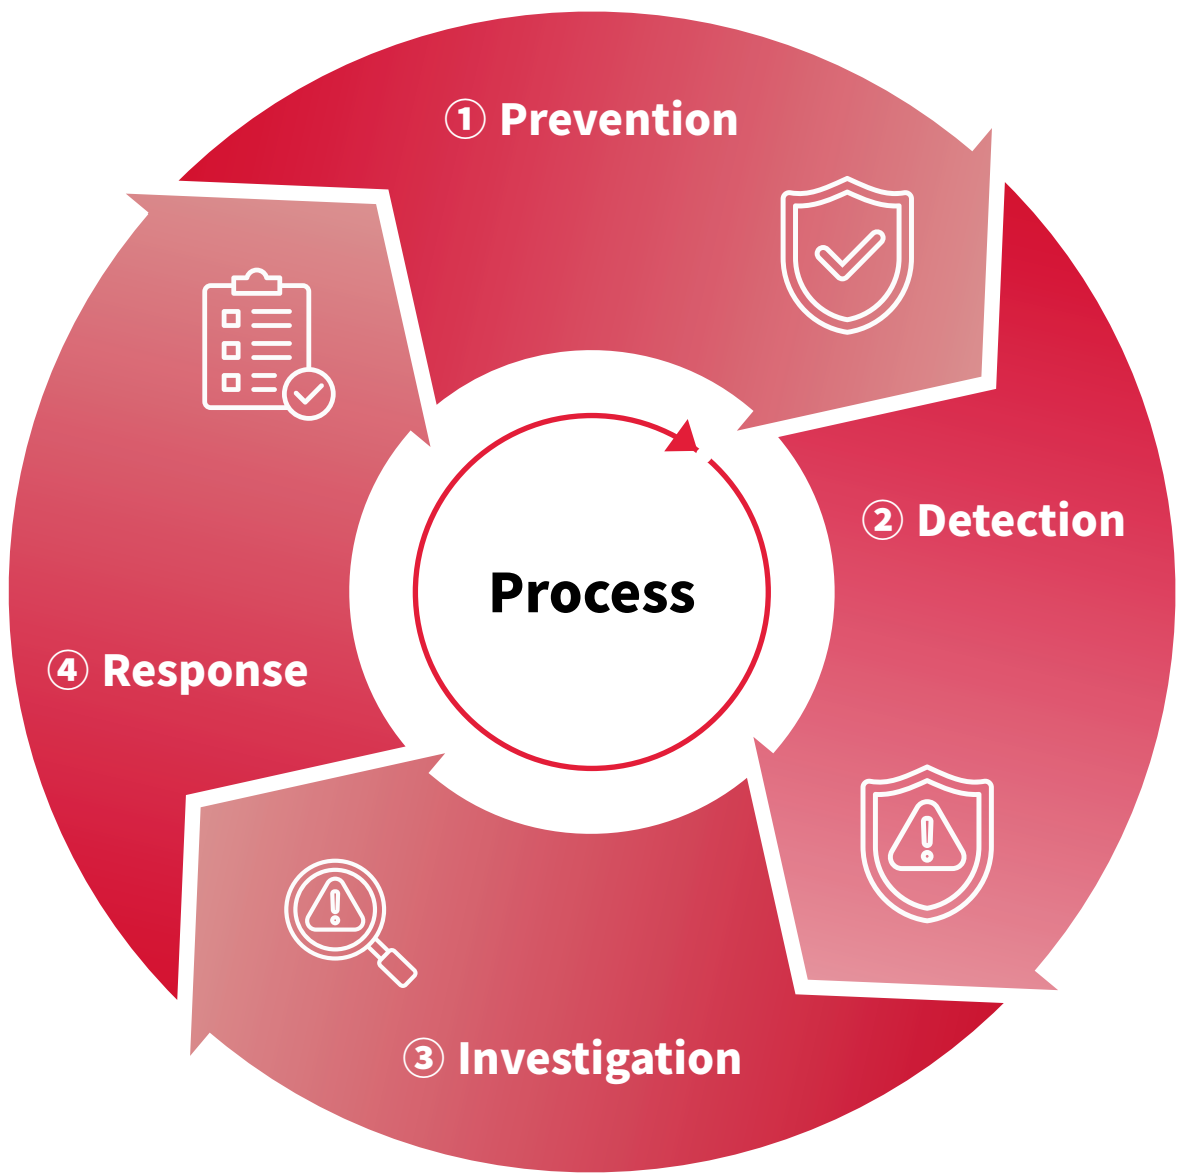 ① Prevention
② Detection
Process
④ Response
③ Investigation